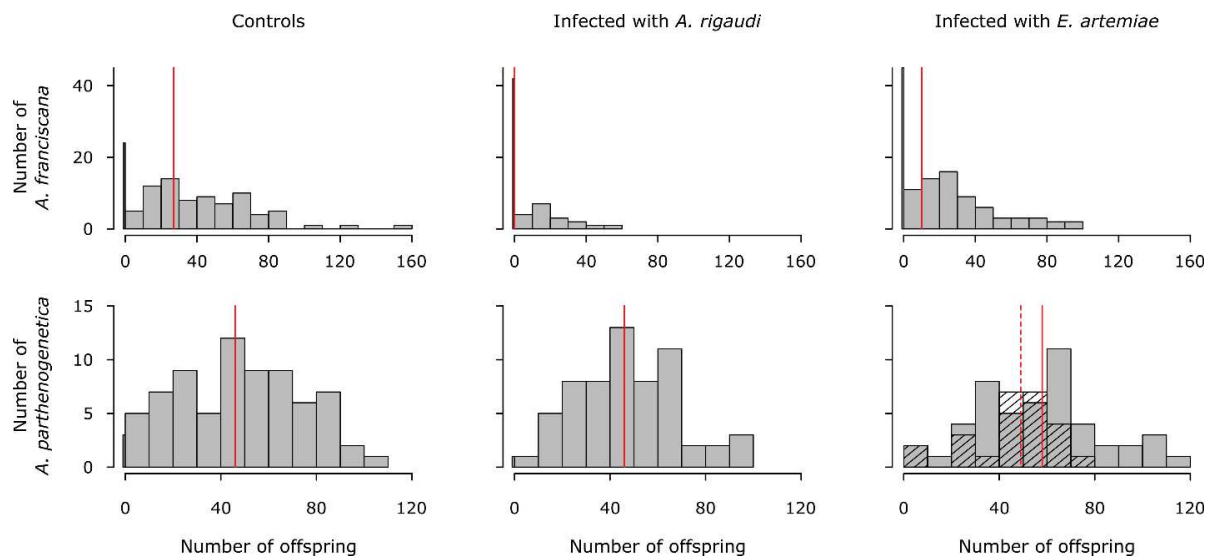 Controls
Infected with A. rigaudi
Infected with E. artemiae
Number of
A. franciscana
40
20
0
0 40 80 120 160
0 40 80 120 160
0 40 80 120 160
Number of
A. parthenogenetica
15
10
5
0
0 40 80 120
0 40 80 120
0 40 80 120
Number of offspring
Number of offspring
Number of offspring